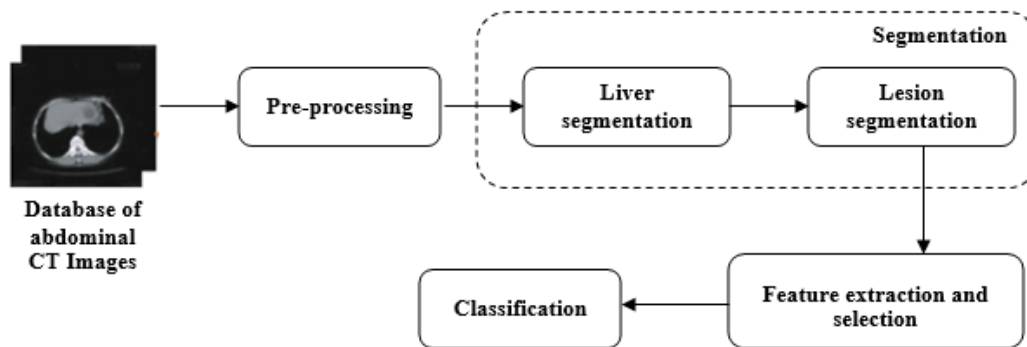 Segmentation
Pre-processing
Liver
segmentation
Lesion
segmentation
Database of
abdominal
CT Images
Classification
Feature extraction and
selection